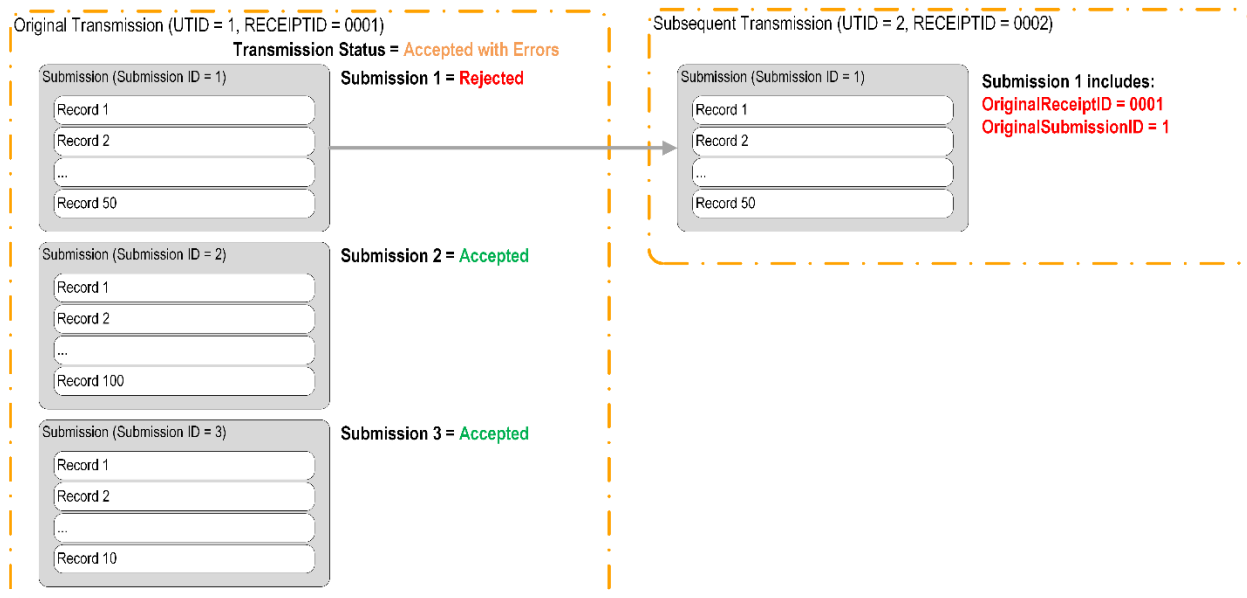 Original Transmission (UTID = 1, RECEIPTID = 0001)
Transmission Status = Accepted with Errors
Submission (Submission ID = 1)
Submission 1 = Rejected
Record 1
Record 2
...
Record 50
Submission (Submission ID = 2)
Submission 2 = Accepted
Record 1
Record 2
...
Record 100
Submission (Submission ID = 3)
Submission 3 = Accepted
Record 1
Record 2
...
Record 10
Subsequent Transmission (UTID = 2, RECEIPTID = 0002)
Submission (Submission ID = 1)
Record 1
Record 2
...
Record 50
Submission 1 includes:
OriginalReceiptID = 0001
OriginalSubmissionID = 1